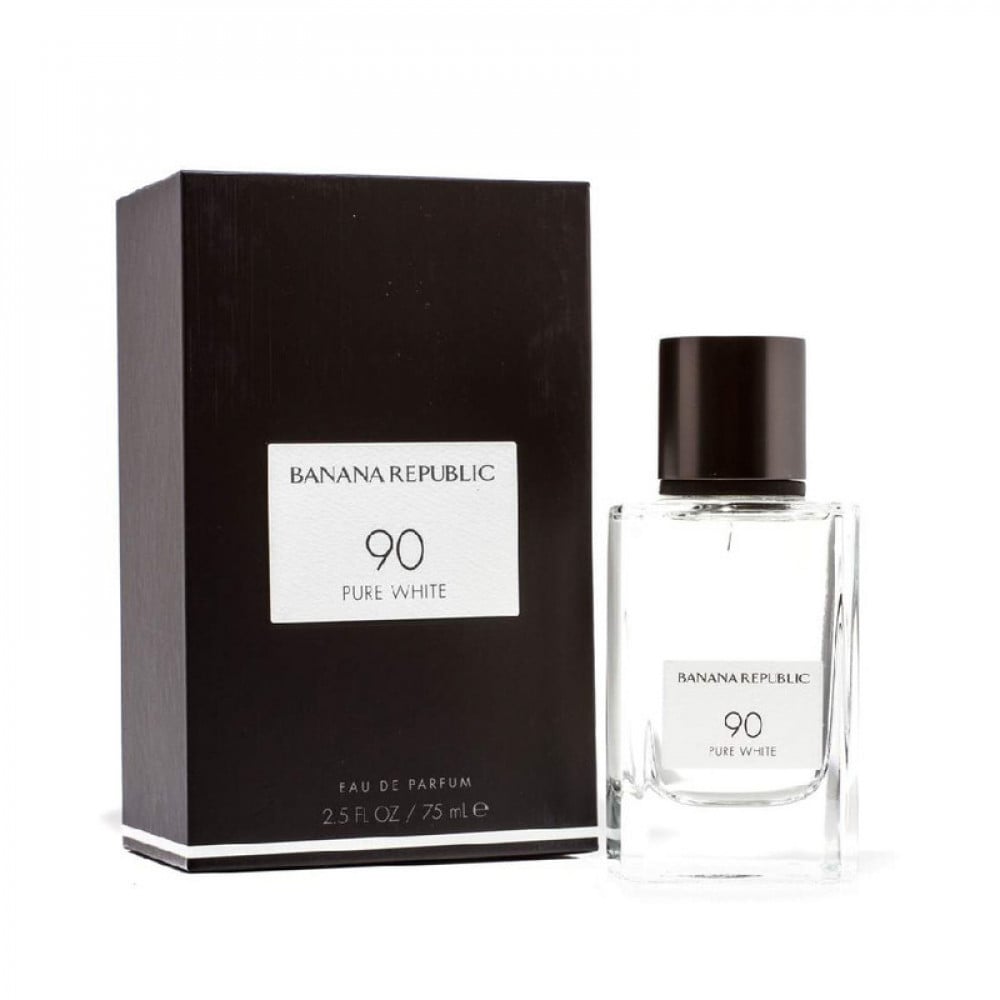 BANANA REPUBLIC
90
PURE WHITE
EAU DE PARFUM
2.5 FL OZ / 75 mL ℮
BANANA REPUBLIC
90
PURE WHITE